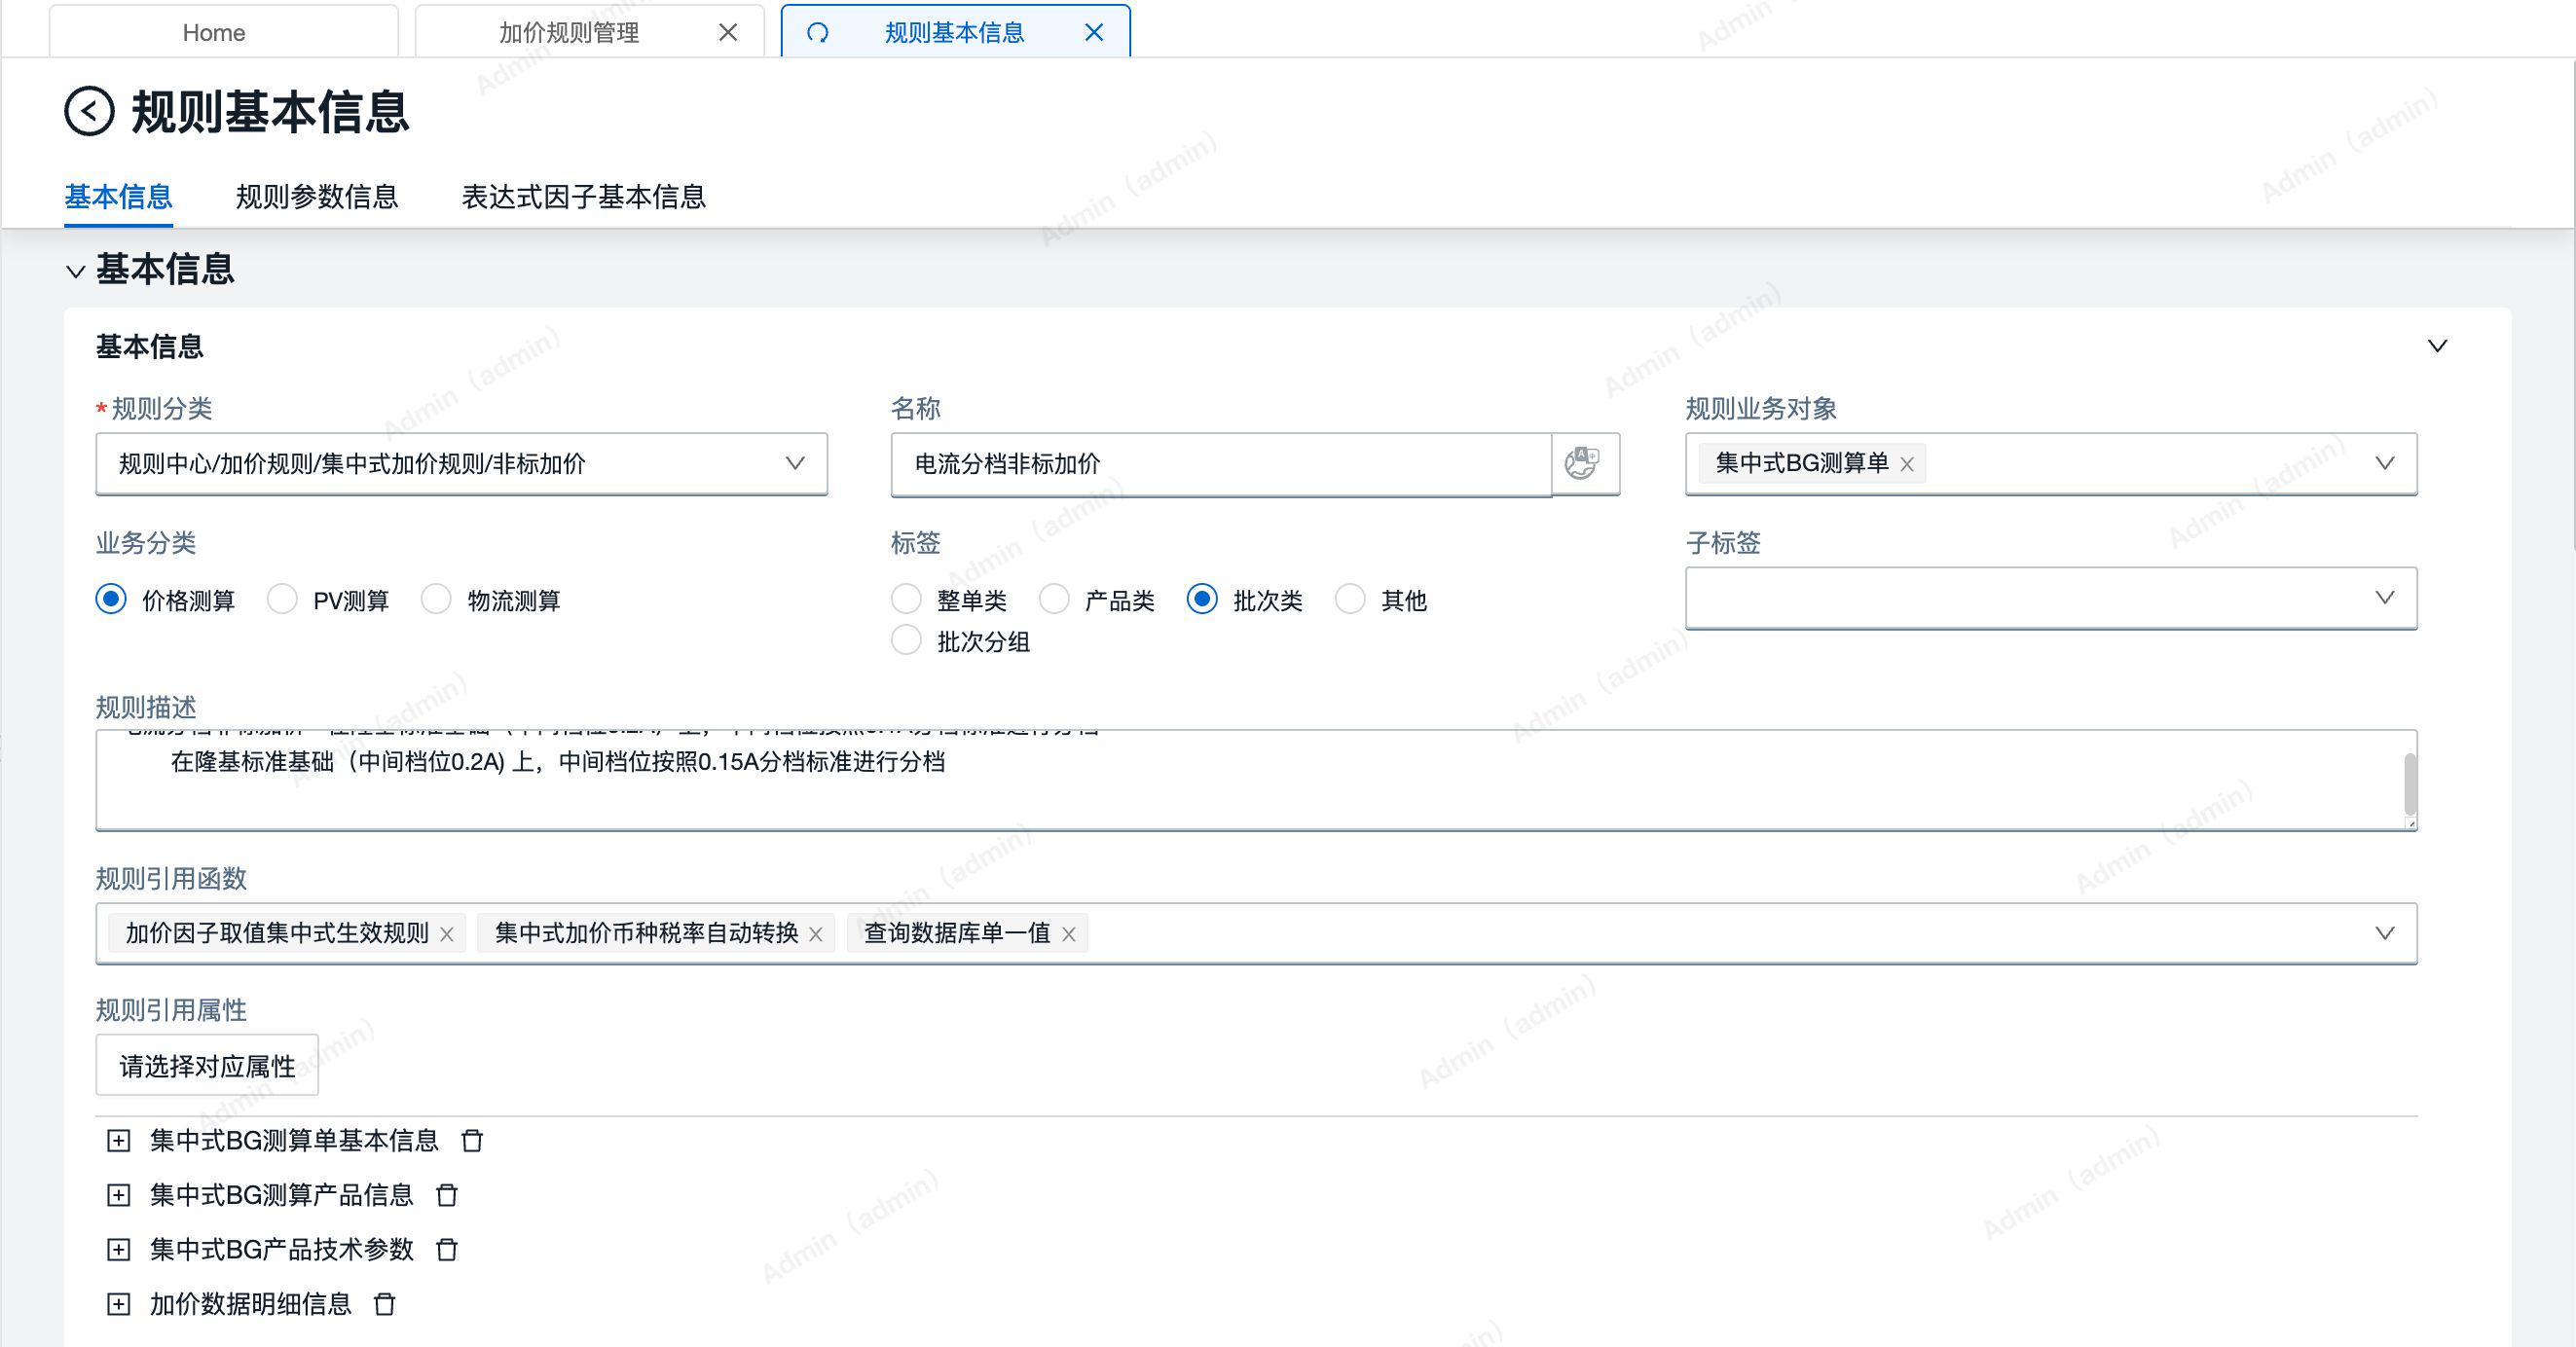 Home 加价规则管理 规则基本信息
规则基本信息
基本信息 规则参数信息 表达式因子基本信息
基本信息
基本信息
*规则分类 名称 规则业务对象
规则中心/加价规则/集中式加价规则/非标加价 电流分档非标加价 集中式BG测算单
业务分类 标签 子标签
价格测算 PV测算 物流测算 整单类 产品类 批次类 其他
批次分组
规则描述
在隆基标准基础（中间档位0.2A) 上，中间档位按照0.15A分档标准进行分档
规则引用函数
加价因子取值集中式生效规则 集中式加价币种税率自动转换 查询数据库单一值
规则引用属性
请选择对应属性
集中式BG测算单基本信息
集中式BG测算产品信息
集中式BG产品技术参数
加价数据明细信息
Admin（admin）